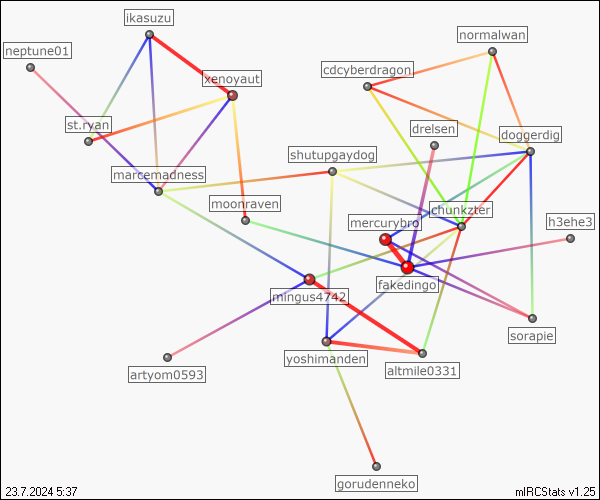 ikasuzu
neptune01
normalwan
cdcyberdragon
xenoyaut
st.ryan
drelsen
doggerdig
shutupgaydog
marcemadness
moonraven
chunkzter
mercurybro
h3ehe3
fakedingo
mingus4742
sorapie
yoshimanden
artyom0593
altmile0331
gorudenneko
23.7.2024 5:37
mIRCStats v1.25